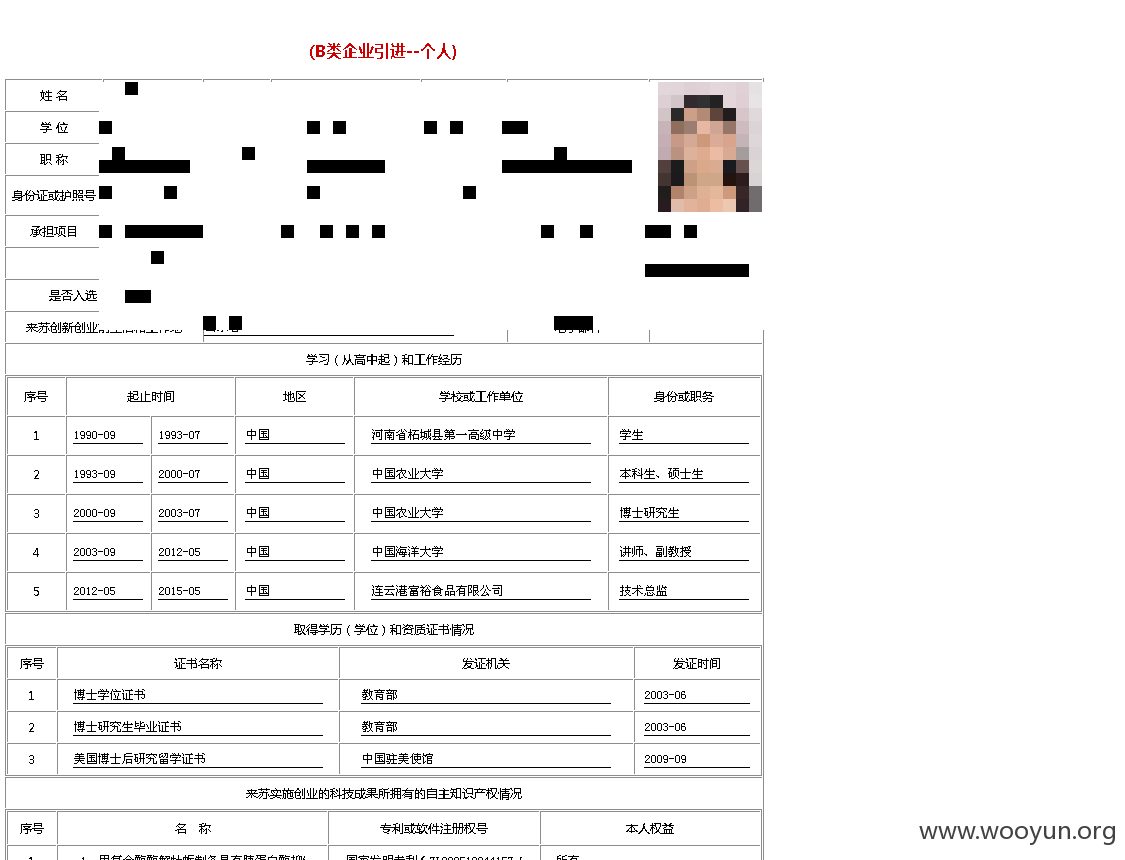 (B类企业引进--个人)
姓 名
学 位
职 称
身份证或护照号
承担项目
是否入选
来苏创新创业
学习（从高中起）和工作经历
序号 起止时间 地区 学校或工作单位 身份或职务
1 1990-09 1993-07 中国 河南省柘城县第一高级中学 学生
2 1993-09 2000-07 中国 中国农业大学 本科生、硕士生
3 2000-09 2003-07 中国 中国农业大学 博士研究生
4 2003-09 2012-05 中国 中国海洋大学 讲师、副教授
5 2012-05 2015-05 中国 连云港富裕食品有限公司 技术总监
取得学历（学位）和资质证书情况
序号 证书名称 发证机关 发证时间
1 博士学位证书 教育部 2003-06
2 博士研究生毕业证书 教育部 2003-06
3 美国博士后研究留学证书 中国驻美使馆 2009-09
来苏实施创业的科技成果所拥有的自主知识产权情况
序号 名 称 专利或软件注册权号 本人权益
www.wooyun.org